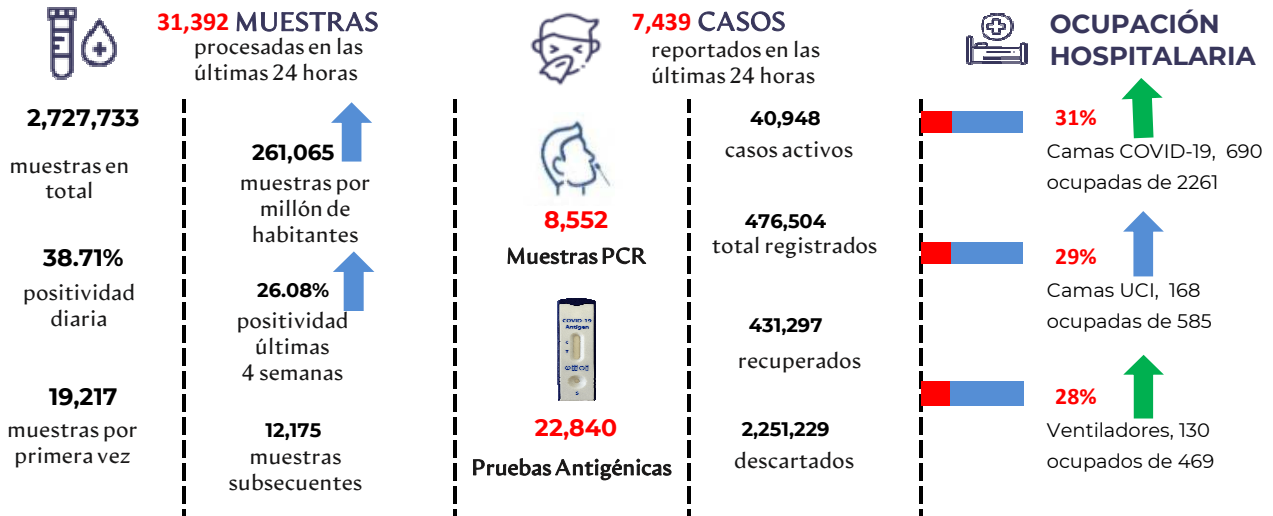 31,392 MUESTRAS
procesadas en las
últimas 24 horas
2,727,733
muestras en
total
38.71%
positividad
diaria
19,217
muestras por
primera vez
261,065
muestras por
millón de
habitantes
26.08%
positividad
últimas
4 semanas
12,175
muestras
subsecuentes
7,439 CASOS
reportados en las
últimas 24 horas
8,552
Muestras PCR
COVID-19
Antigen
C
T
S
22,840
Pruebas Antigénicas
40,948
casos activos
476,504
total registrados
431,297
recuperados
2,251,229
descartados
OCUPACIÓN
HOSPITALARIA
31%
Camas COVID-19, 690
ocupadas de 2261
29%
Camas UCI, 168
ocupadas de 585
28%
Ventiladores, 130
ocupados de 469